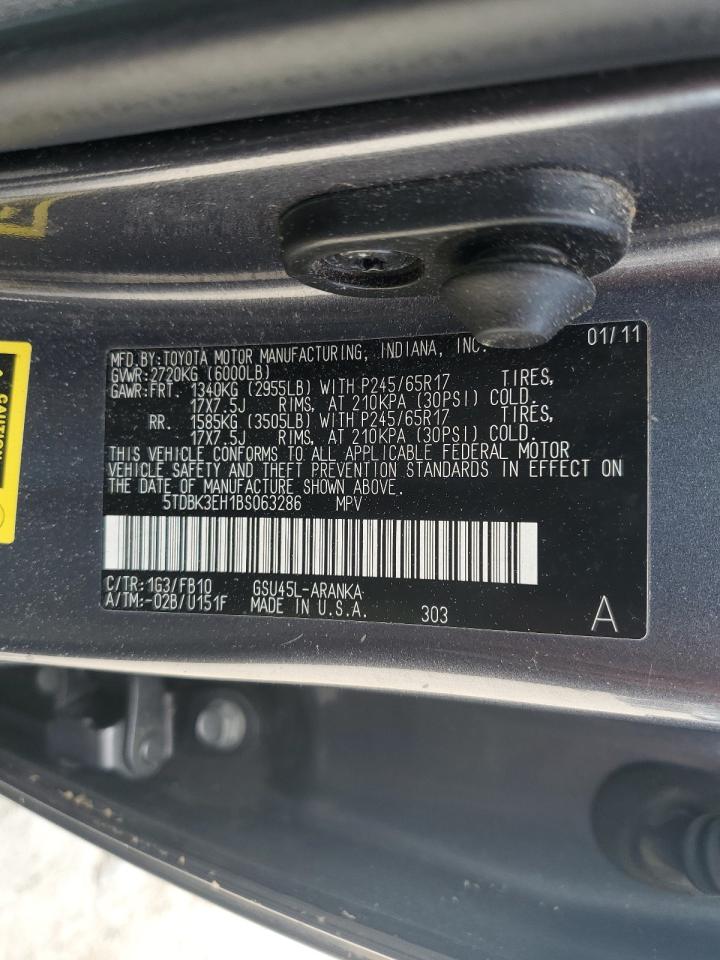 01/11
MFD.BY:TOYOTA MOTOR MANUFACTURING, INDIANA, INC.
GVWR:2720KG (6000LB)
GAWR:FRT. 1340KG (2955LB) WITH P245/65R17 TIRES,
17X7.5J RIMS, AT 210KPA (30PSI) COLD.
RR. 1585KG (3505LB) WITH P245/65R17 TIRES,
17X7.5J RIMS, AT 210KPA (30PSI) COLD.
THIS VEHICLE CONFORMS TO ALL APPLICABLE FEDERAL MOTOR
VEHICLE SAFETY AND THEFT PREVENTION STANDARDS IN EFFECT ON
THE DATE OF MANUFACTURE SHOWN ABOVE.
5TDBK3EH1BS063286 MPV
C/TR:1G3/FB10 GSU45L-ARANKA
A/TM:-02B/U151F MADE IN U.S.A. 303 A
CAUTION